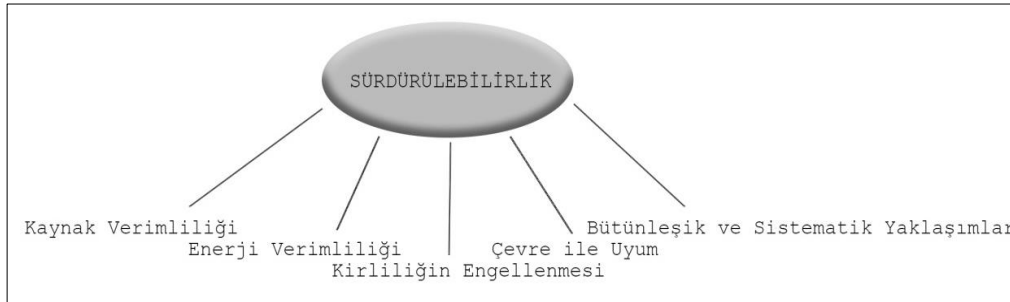 SÜRDÜRÜLEBİLİRLİK
Kaynak Verimliliği
Enerji Verimliliği
Kirliliğin Engellenmesi
Çevre ile Uyum
Bütünleşik ve Sistematik Yaklaşımlar